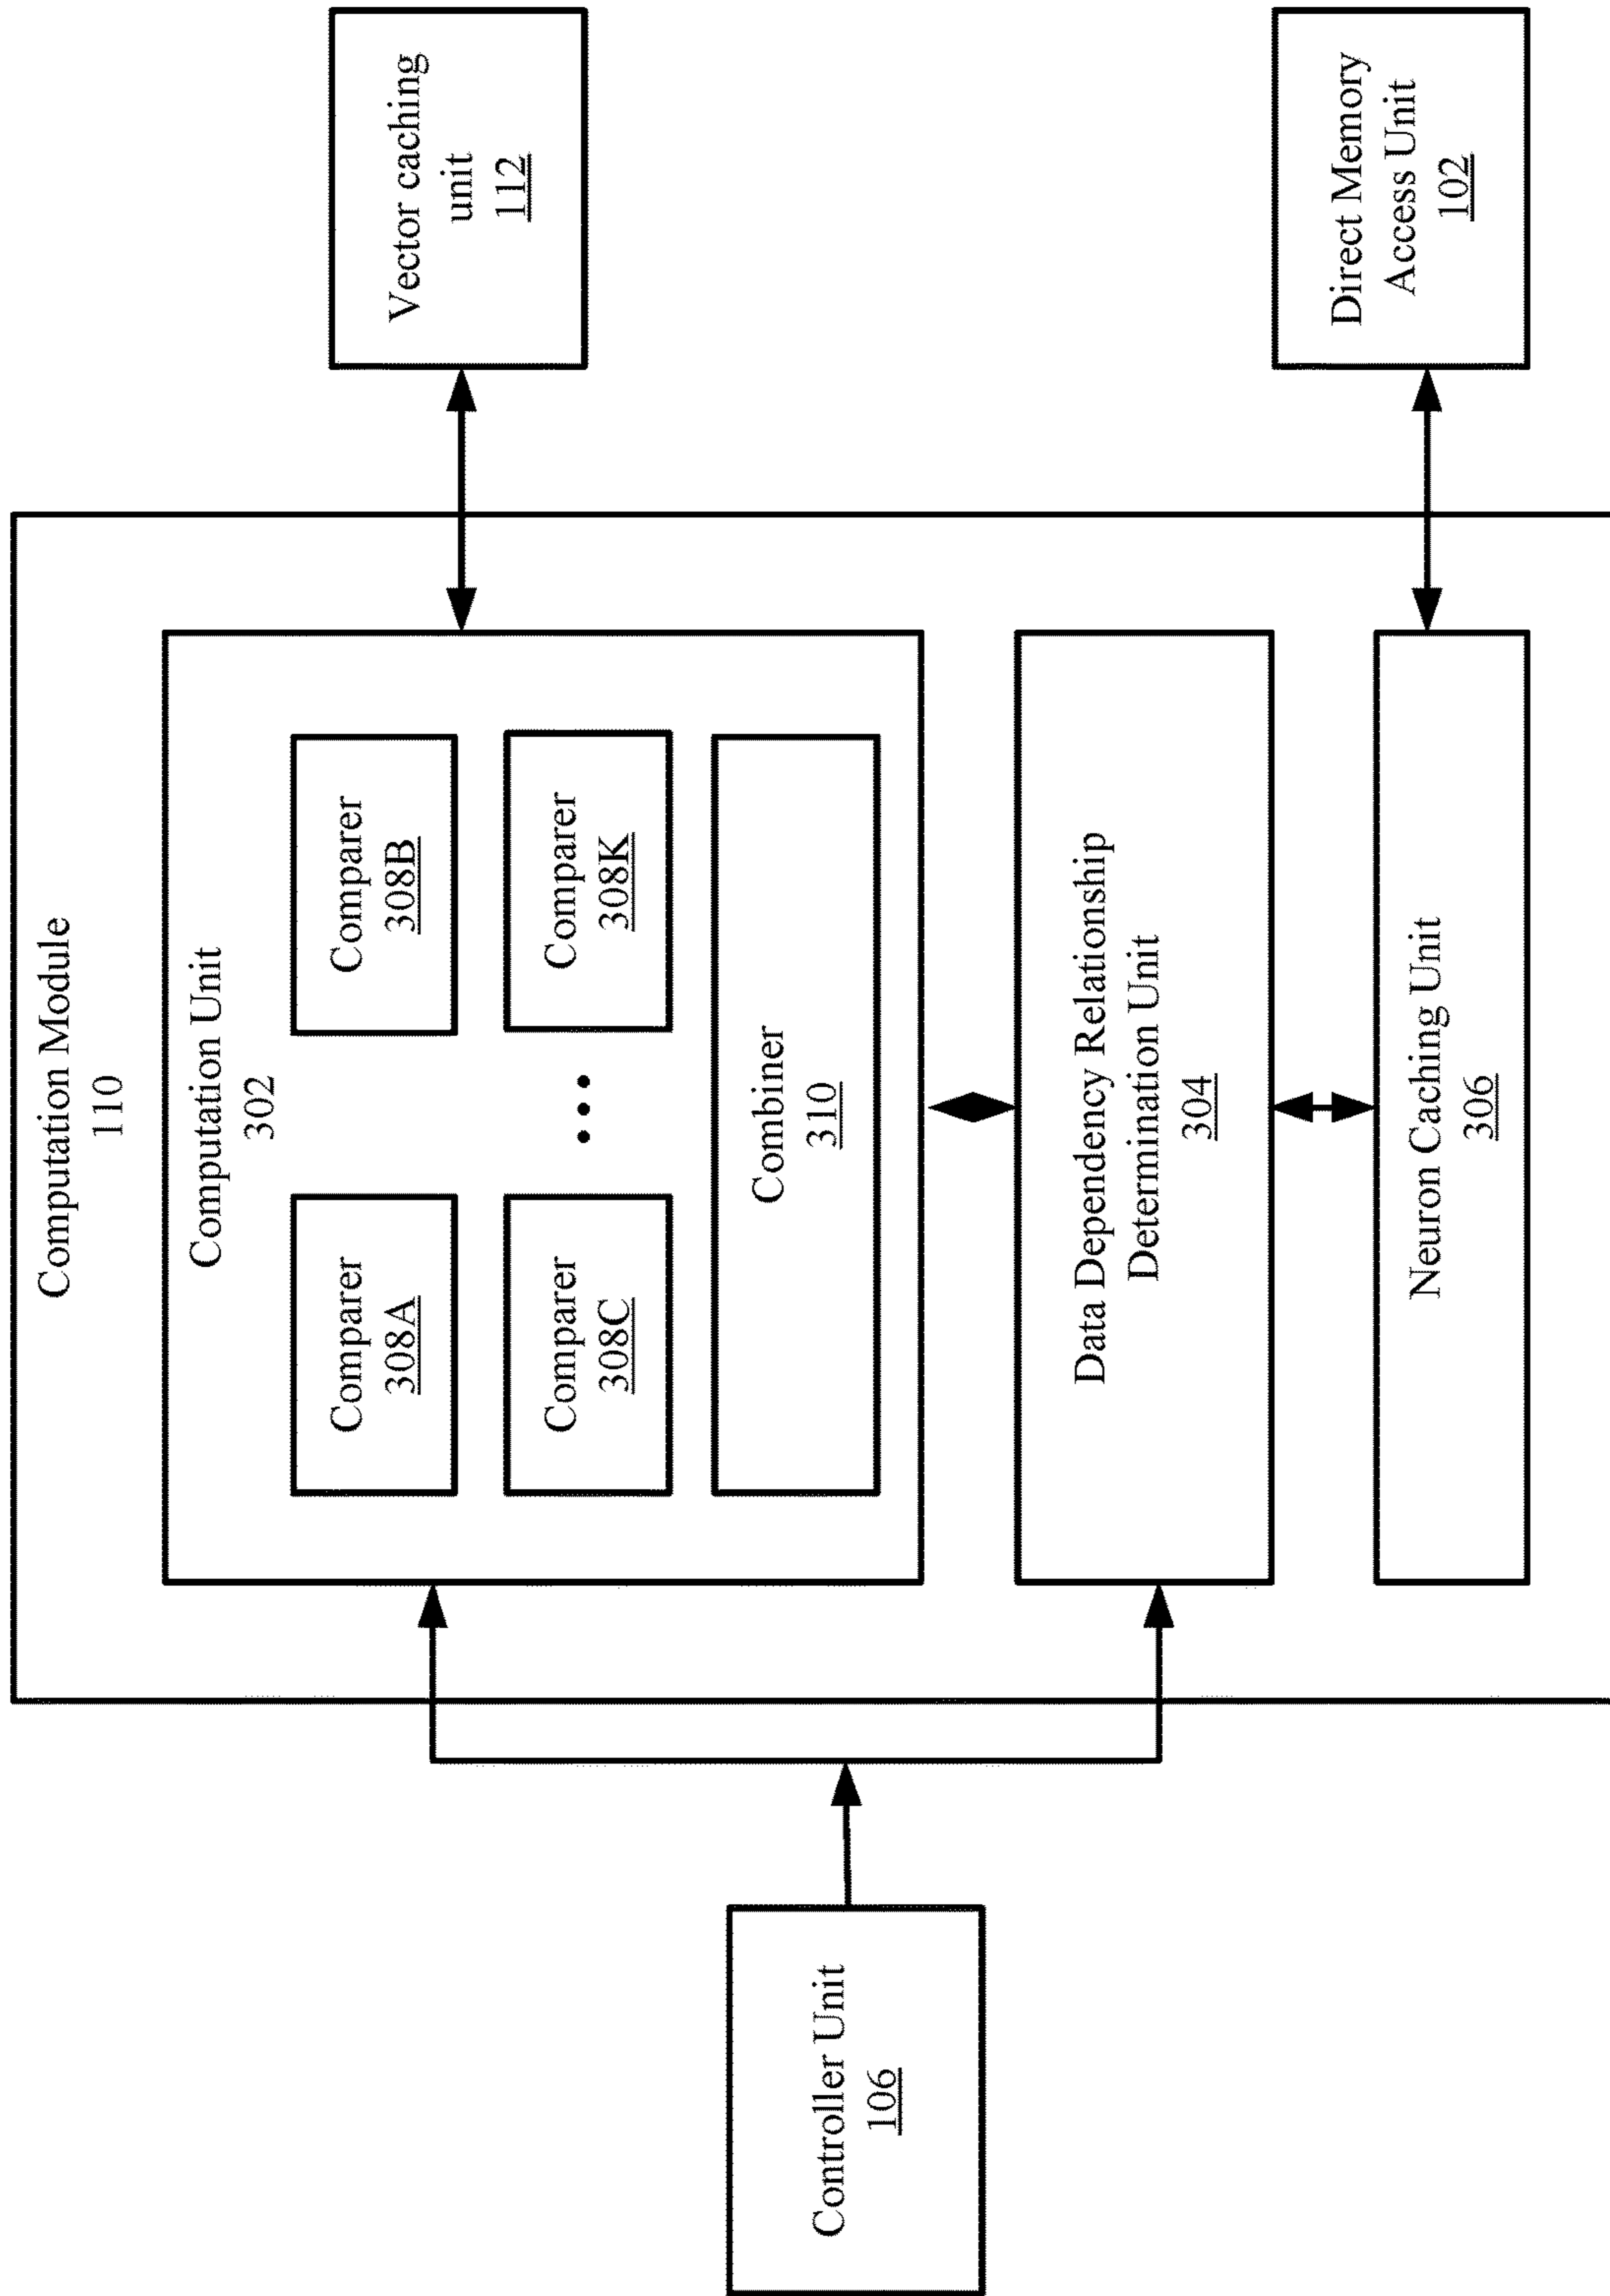 Computation Module
110
Computation Unit
302
Comparer
308A
Comparer
308B
Comparer
308C
•••
Comparer
308K
Combiner
310
Data Dependency Relationship
Determination Unit
304
Neuron Caching Unit
306
Controller Unit
106
Vector caching
unit
112
Direct Memory
Access Unit
102